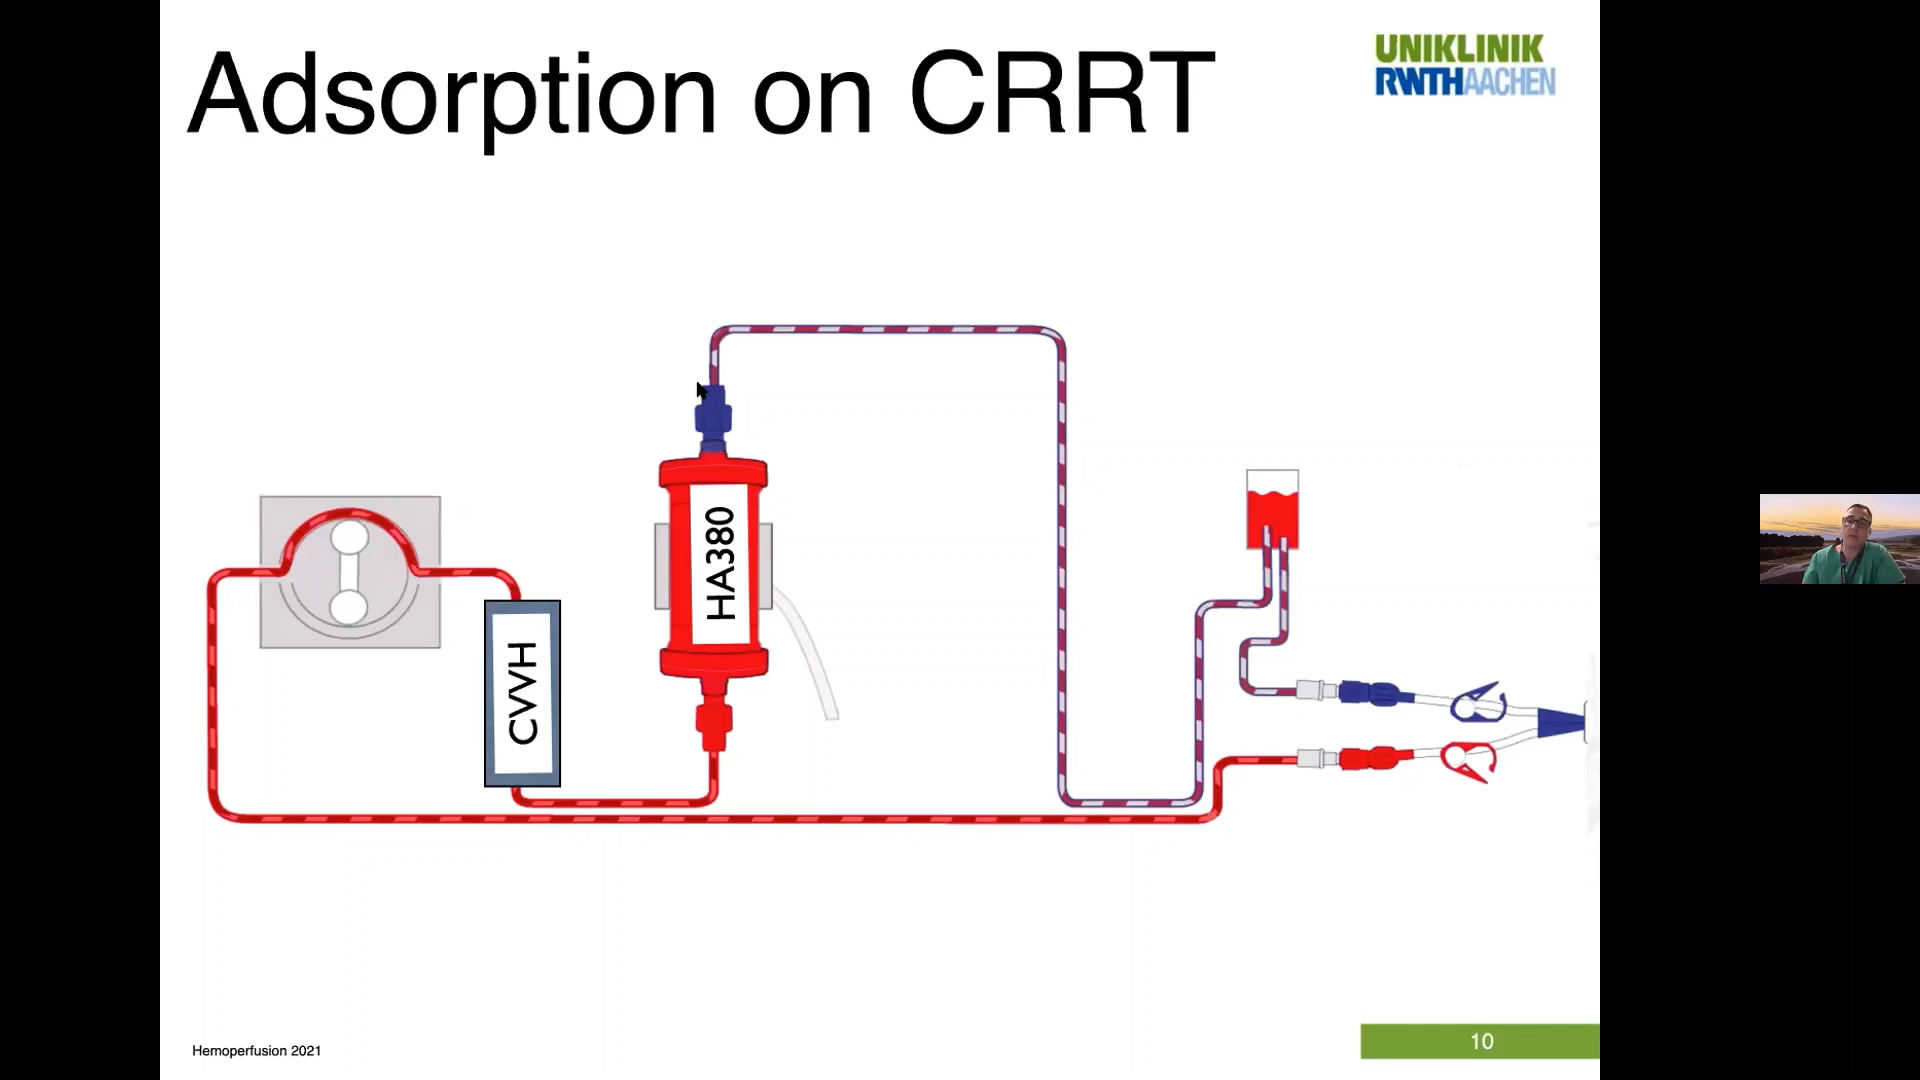 Adsorption on CRRT
UNIKLINIK
RWTHAACHEN
HA380
CVVH
Hemoperfusion 2021
10